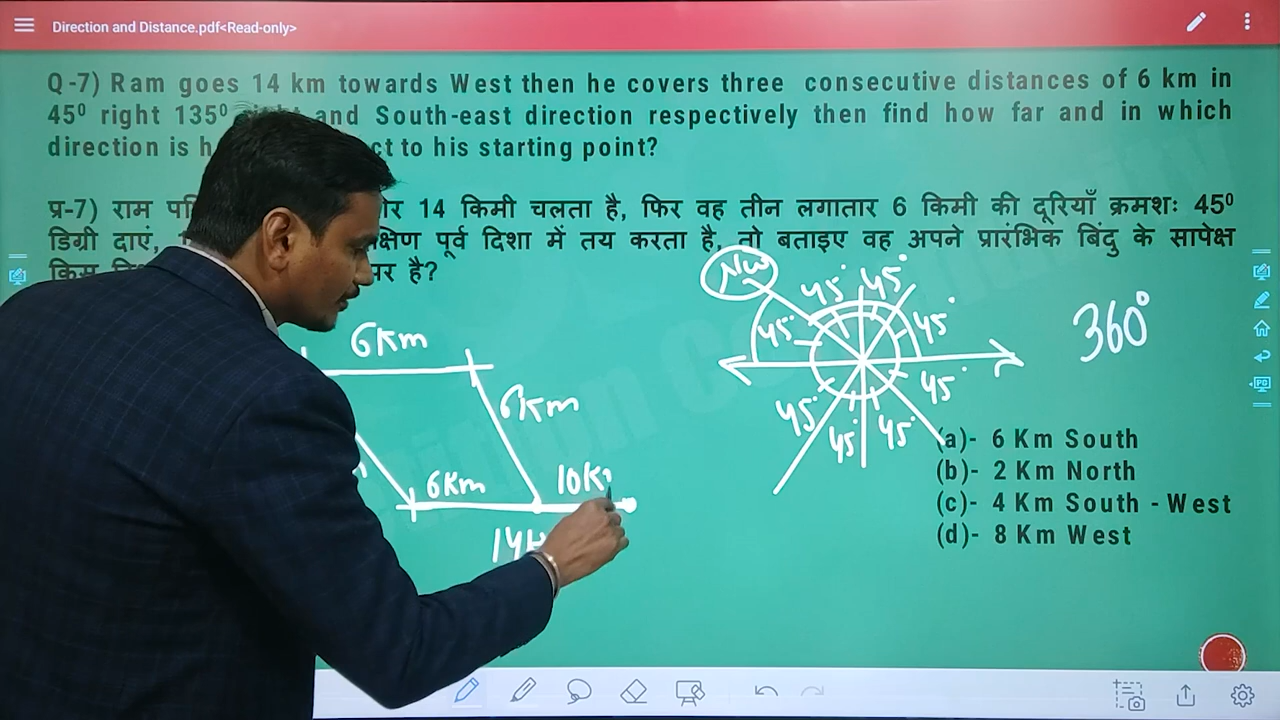 Direction and Distance.pdf<Read-only>
Q-7) Ram goes 14 km towards West then he covers three consecutive distances of 6 km in
45⁰ right 135⁰ and South-east direction respectively then find how far and in which
direction is to his starting point?
प्र-7) राम 14 किमी चलता है, फिर वह तीन लगातार 6 किमी की दूरियाँ क्रमशः 45⁰
डिग्री दाएं, पूर्व दिशा में तय करता है, तो बताइए वह अपने प्रारंभिक बिंदु के सापेक्ष
है?
NW
45°
45°
45°
45°
45°
45°
45°
45°
360°
6Km
6Km
6Km
10K
(a)- 6 Km South
(b)- 2 Km North
(c)- 4 Km South - West
(d)- 8 Km West